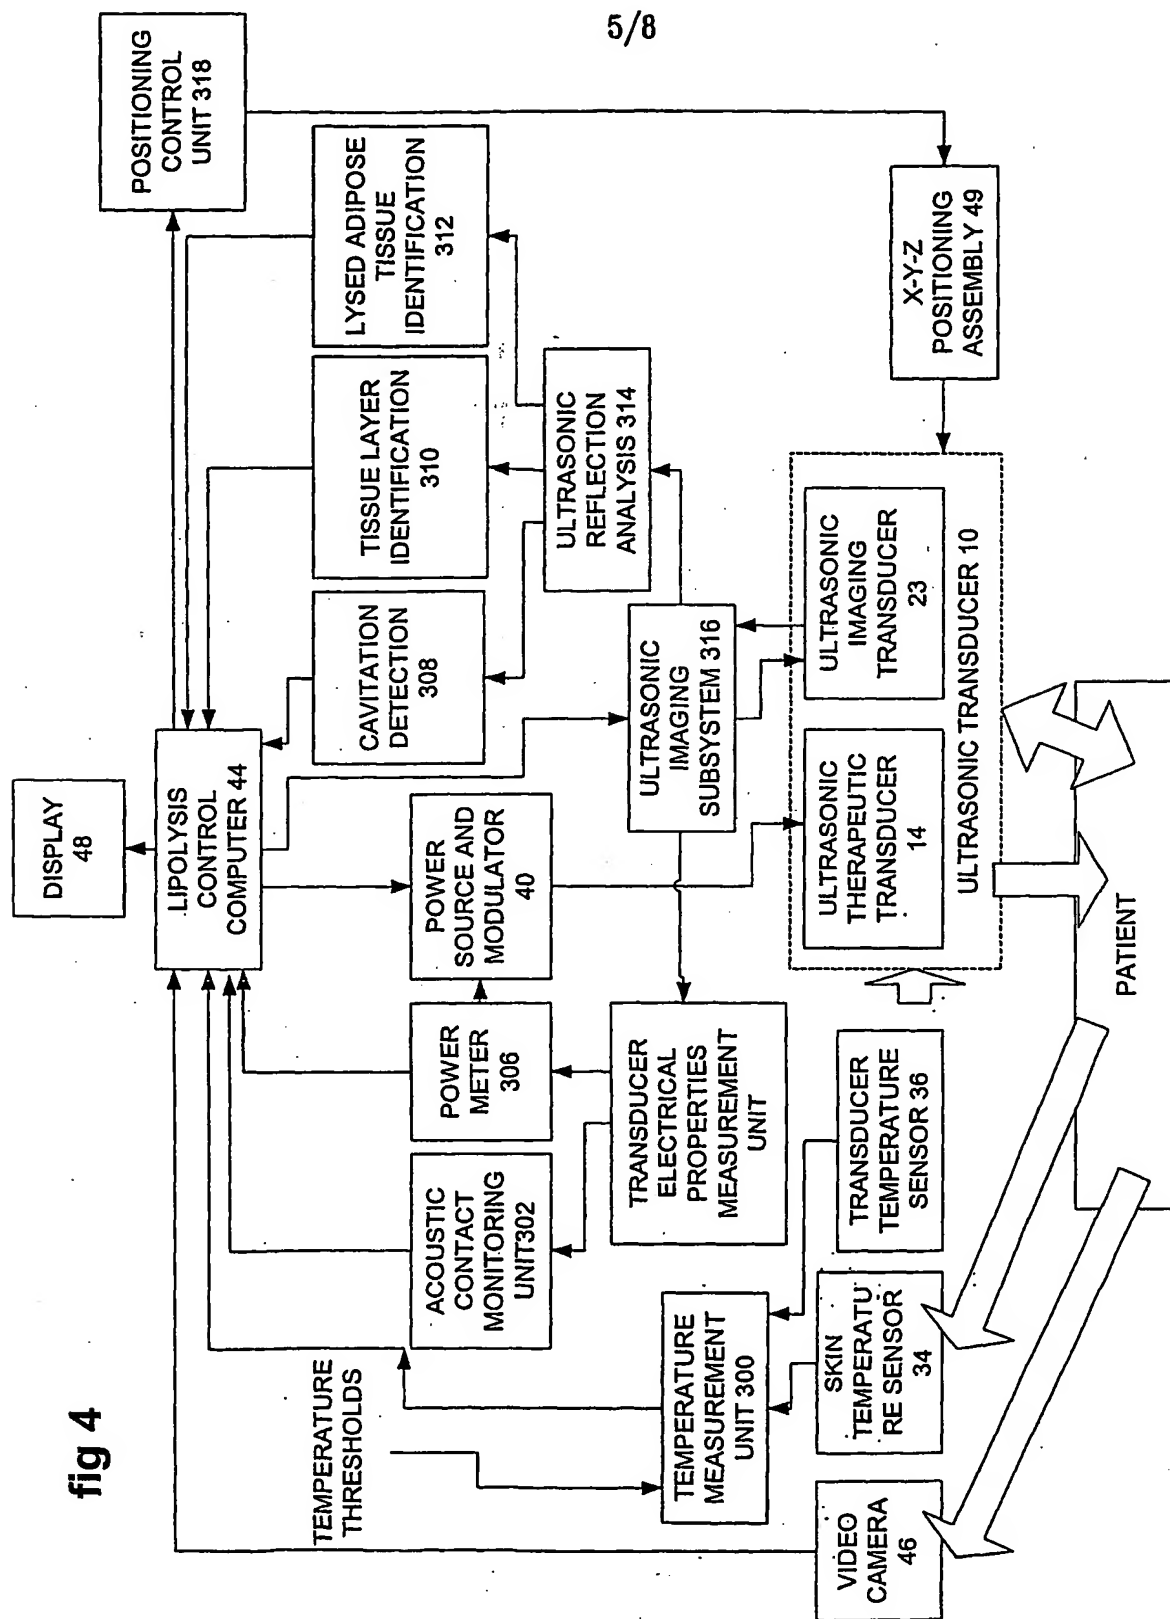 5/8
fig 4
DISPLAY
48
LIPOLYSIS
CONTROL
COMPUTER 44
POSITIONING
CONTROL
UNIT 318
LYSED ADIPOSE
TISSUE
IDENTIFICATION
312
TISSUE LAYER
IDENTIFICATION
310
CAVITATION
DETECTION
308
POWER
SOURCE AND
MODULATOR
40
POWER
METER
306
ACOUSTIC
CONTACT
MONITORING
UNIT302
TEMPERATURE
THRESHOLDS
ULTRASONIC
REFLECTION
ANALYSIS 314
ULTRASONIC
IMAGING
SUBSYSTEM 316
TRANSDUCER
ELECTRICAL
PROPERTIES
MEASUREMENT
UNIT
TEMPERATURE
MEASUREMENT
UNIT 300
X-Y-Z
POSITIONING
ASSEMBLY 49
ULTRASONIC
IMAGING
TRANSDUCER
23
ULTRASONIC
THERAPEUTIC
TRANSDUCER
14
ULTRASONIC TRANSDUCER 10
TRANSDUCER
TEMPERATURE
SENSOR 36
SKIN
TEMPERATU
RE SENSOR
34
VIDEO
CAMERA
46
PATIENT